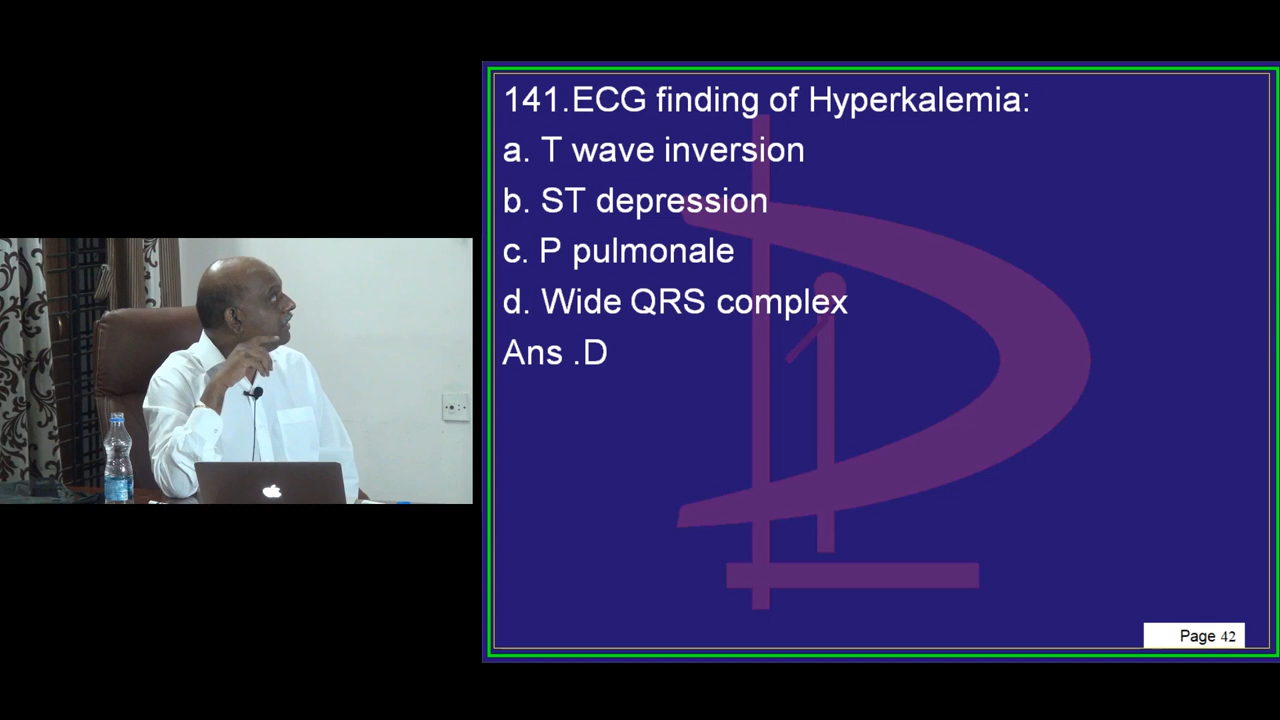 141.ECG finding of Hyperkalemia:
a. T wave inversion
b. ST depression
c. P pulmonale
d. Wide QRS complex
Ans .D
Page 42